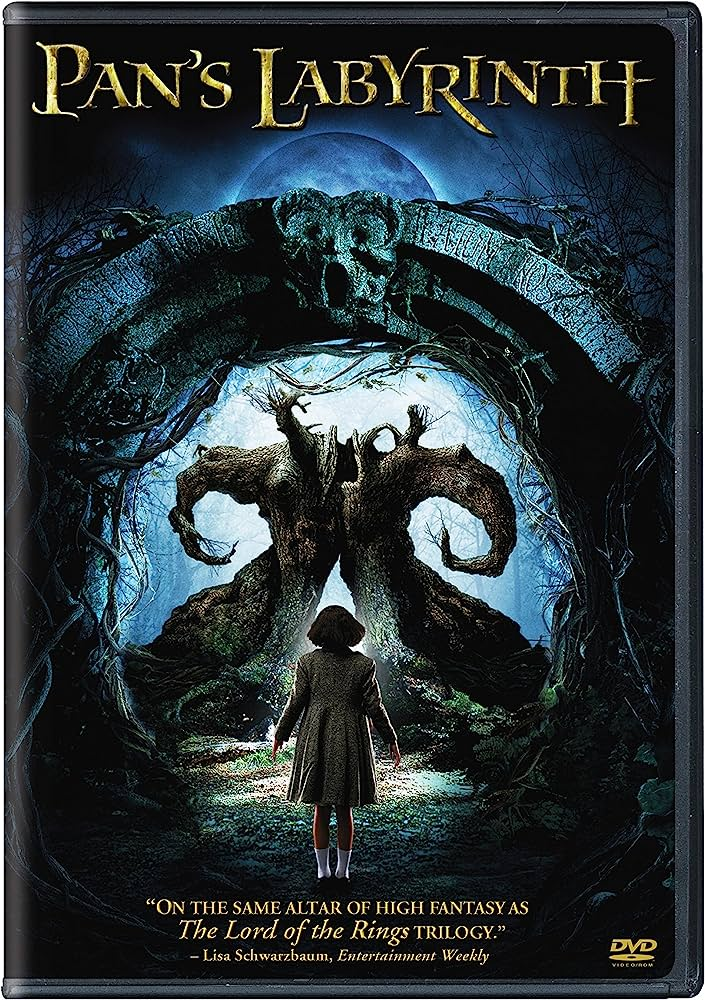 PAN'S LABYRINTH
"ON THE SAME ALTAR OF HIGH FANTASY AS
The Lord of the Rings TRILOGY."
– Lisa Schwarzbaum, Entertainment Weekly
DVD
VIDEO/ROM